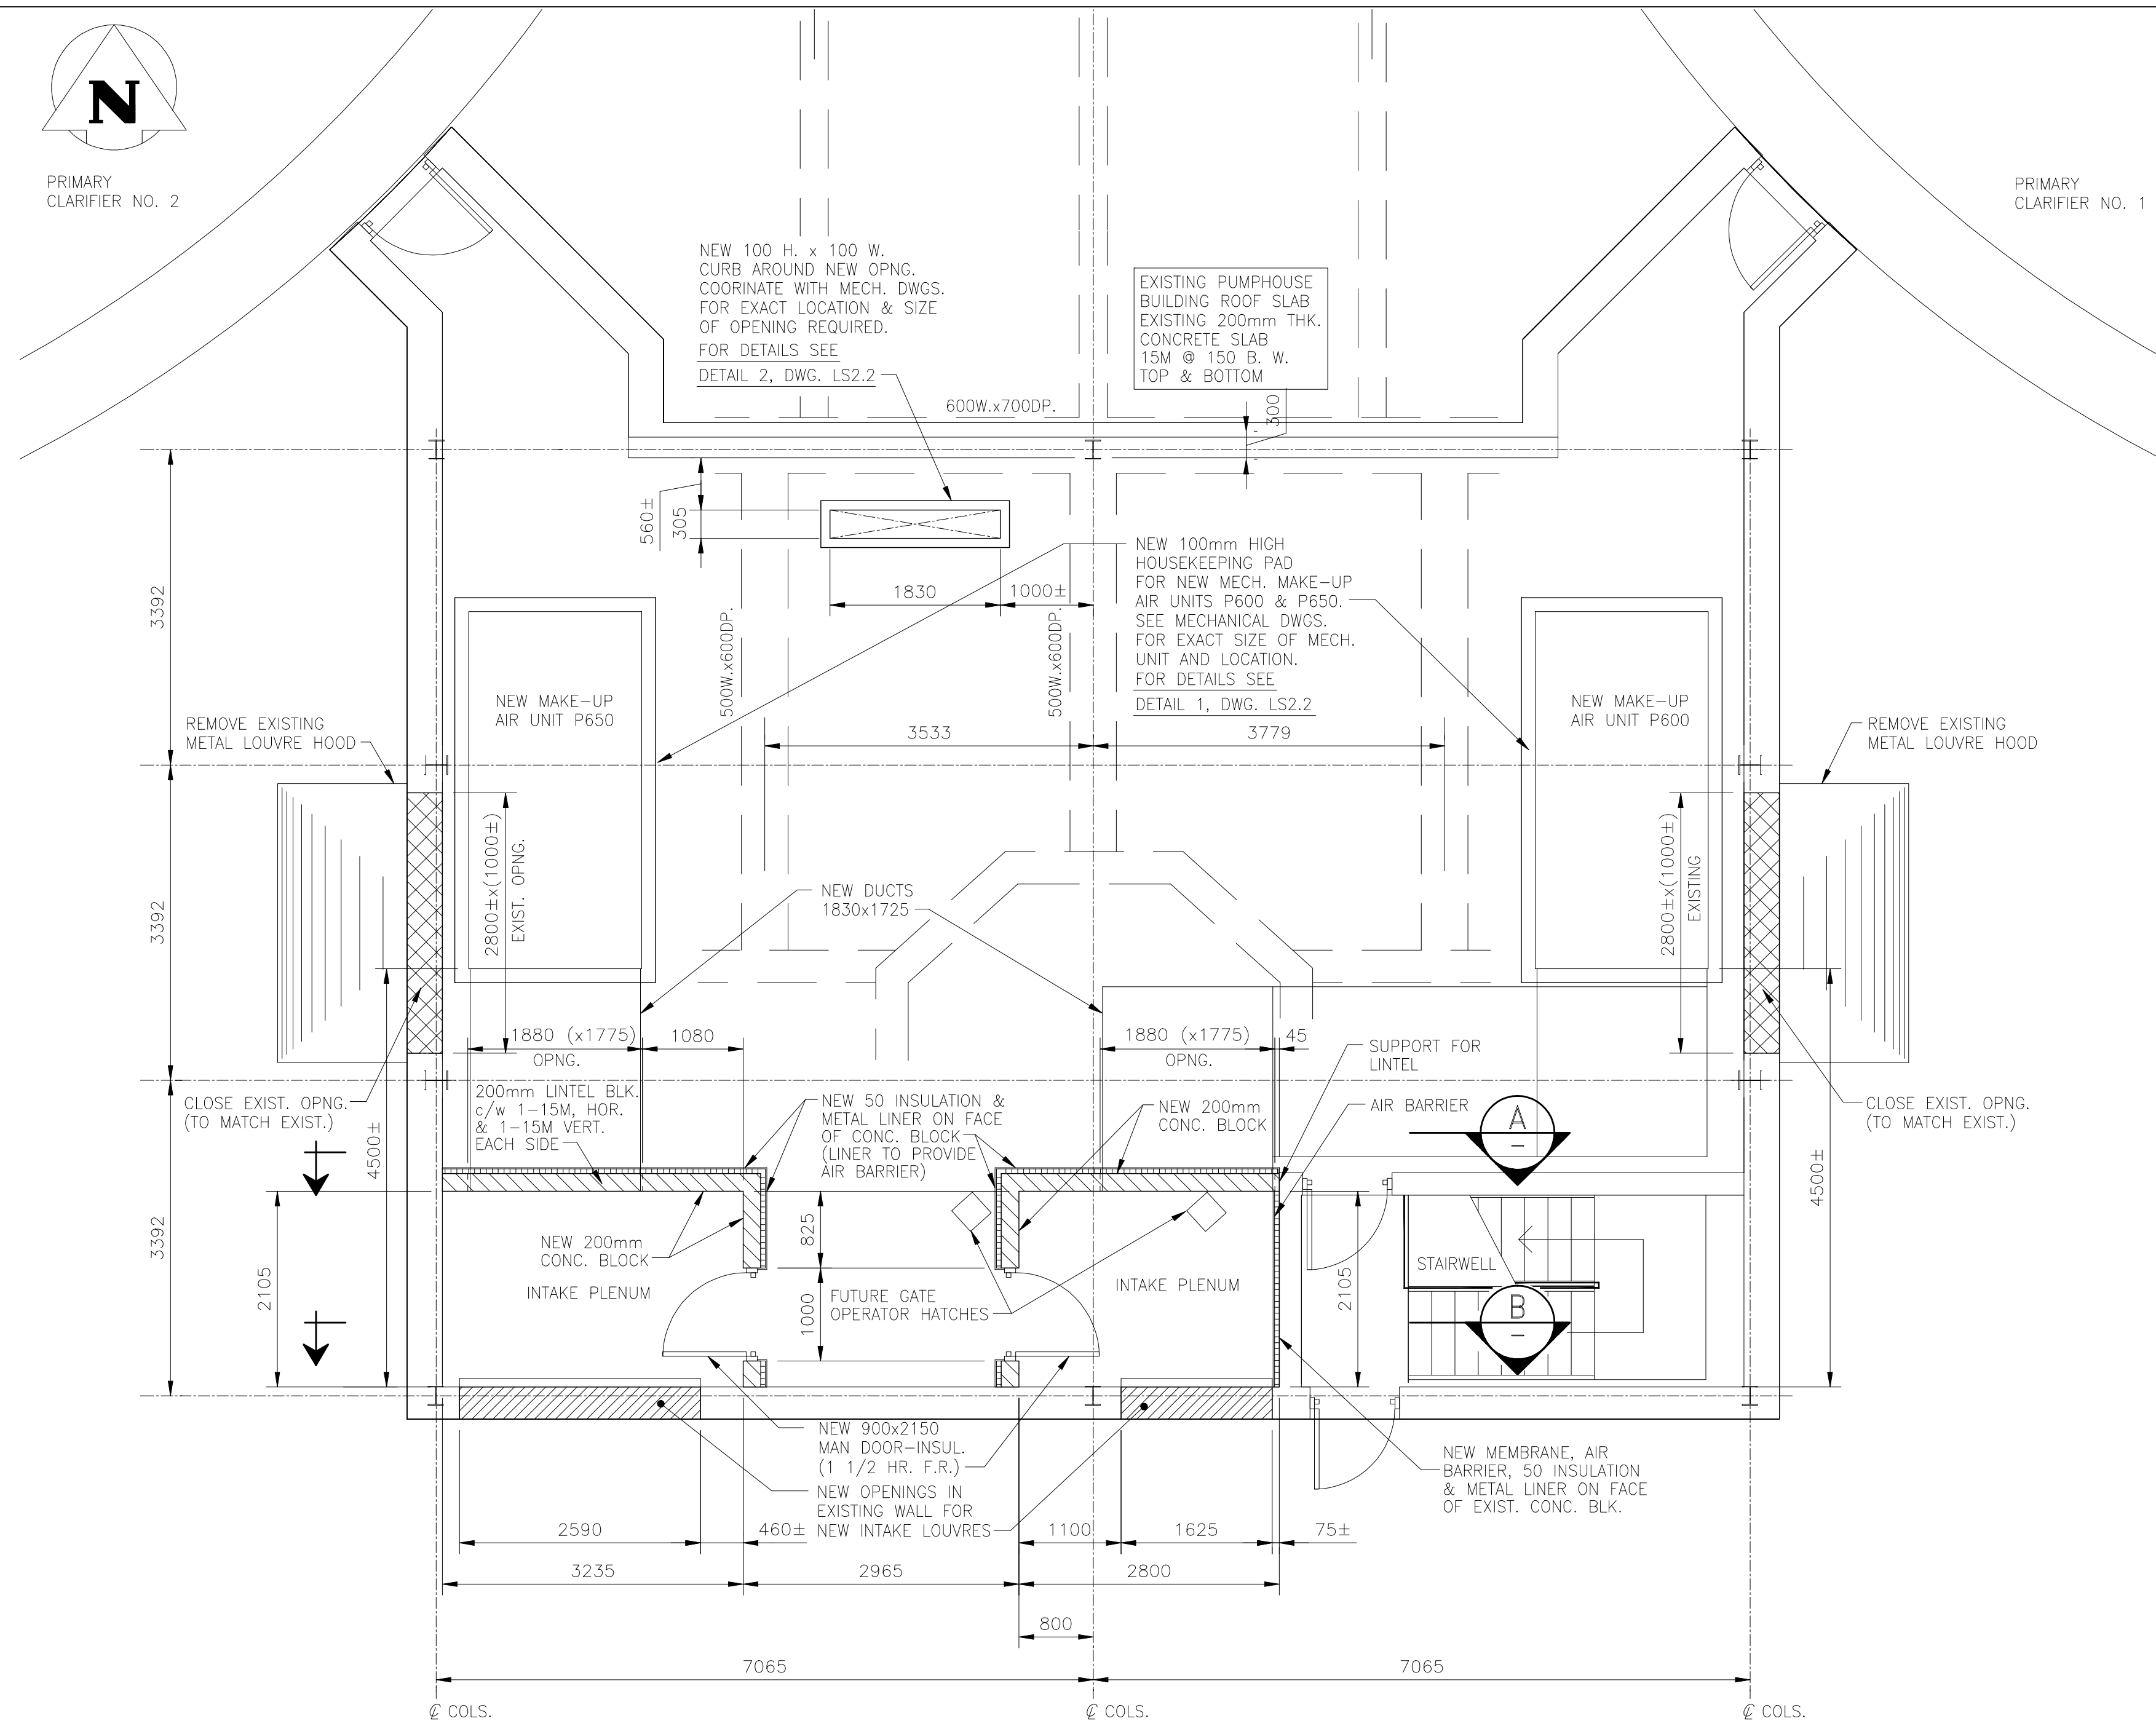 N
PRIMARY
CLARIFIER NO. 2
PRIMARY
CLARIFIER NO. 1
NEW 100 H. x 100 W.
CURB AROUND NEW OPNG.
COORINATE WITH MECH. DWGS.
FOR EXACT LOCATION & SIZE
OF OPENING REQUIRED.
FOR DETAILS SEE
DETAIL 2, DWG. LS2.2
EXISTING PUMPHOUSE
BUILDING ROOF SLAB
EXISTING 200mm THK.
CONCRETE SLAB
15M @ 150 B. W.
TOP & BOTTOM
600W.x700DP.
300
560±
305
1830
1000±
500W.x600DP.
500W.x600DP.
NEW 100mm HIGH
HOUSEKEEPING PAD
FOR NEW MECH. MAKE-UP
AIR UNITS P600 & P650.
SEE MECHANICAL DWGS.
FOR EXACT SIZE OF MECH.
UNIT AND LOCATION.
FOR DETAILS SEE
DETAIL 1, DWG. LS2.2
3392
NEW MAKE-UP
AIR UNIT P650
NEW MAKE-UP
AIR UNIT P600
REMOVE EXISTING
METAL LOUVRE HOOD
REMOVE EXISTING
METAL LOUVRE HOOD
3533
3779
3392
2800±x(1000±)
EXIST. OPNG.
2800±x(1000±)
EXISTING
NEW DUCTS
1830x1725
1880 (x1775)
OPNG.
1080
1880 (x1775)
OPNG.
45
SUPPORT FOR
LINTEL
CLOSE EXIST. OPNG.
(TO MATCH EXIST.)
200mm LINTEL BLK.
c/w 1-15M, HOR.
& 1-15M VERT.
EACH SIDE
NEW 50 INSULATION &
METAL LINER ON FACE
OF CONC. BLOCK
(LINER TO PROVIDE
AIR BARRIER)
NEW 200mm
CONC. BLOCK
AIR BARRIER
A
–
CLOSE EXIST. OPNG.
(TO MATCH EXIST.)
4500±
4500±
3392
2105
825
2105
NEW 200mm
CONC. BLOCK
INTAKE PLENUM
1000
FUTURE GATE
OPERATOR HATCHES
INTAKE PLENUM
STAIRWELL
B
–
NEW 900x2150
MAN DOOR-INSUL.
(1 1/2 HR. F.R.)
NEW OPENINGS IN
EXISTING WALL FOR
NEW INTAKE LOUVRES
NEW MEMBRANE, AIR
BARRIER, 50 INSULATION
& METAL LINER ON FACE
OF EXIST. CONC. BLK.
2590
460±
1100
1625
75±
3235
2965
2800
800
7065
7065
℄ COLS.
℄ COLS.
℄ COLS.